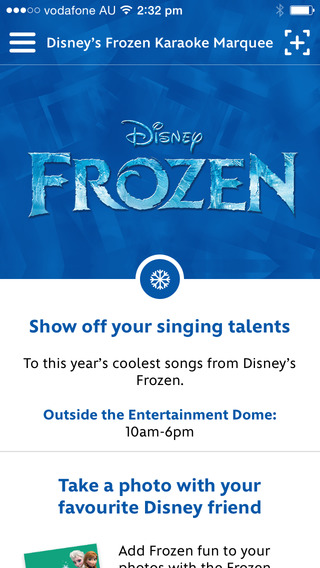 vodafone AU 2:32 pm
Disney's Frozen Karaoke Marquee
Disney
FROZEN
Show off your singing talents
To this year's coolest songs from Disney's
Frozen.
Outside the Entertainment Dome:
10am-6pm
Take a photo with your
favourite Disney friend
Add Frozen fun to your
photos with the Frozen